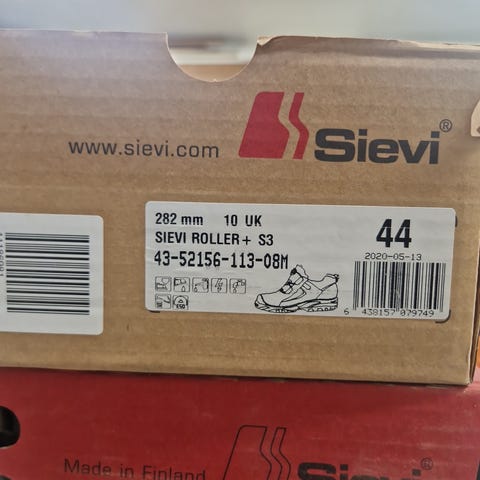 Sievi®
www.sievi.com
282 mm 10 UK
SIEVI ROLLER+ S3
43-52156-113-08M
44
2020-05-13
6 438157 079749
Made in Finland
Sievi®